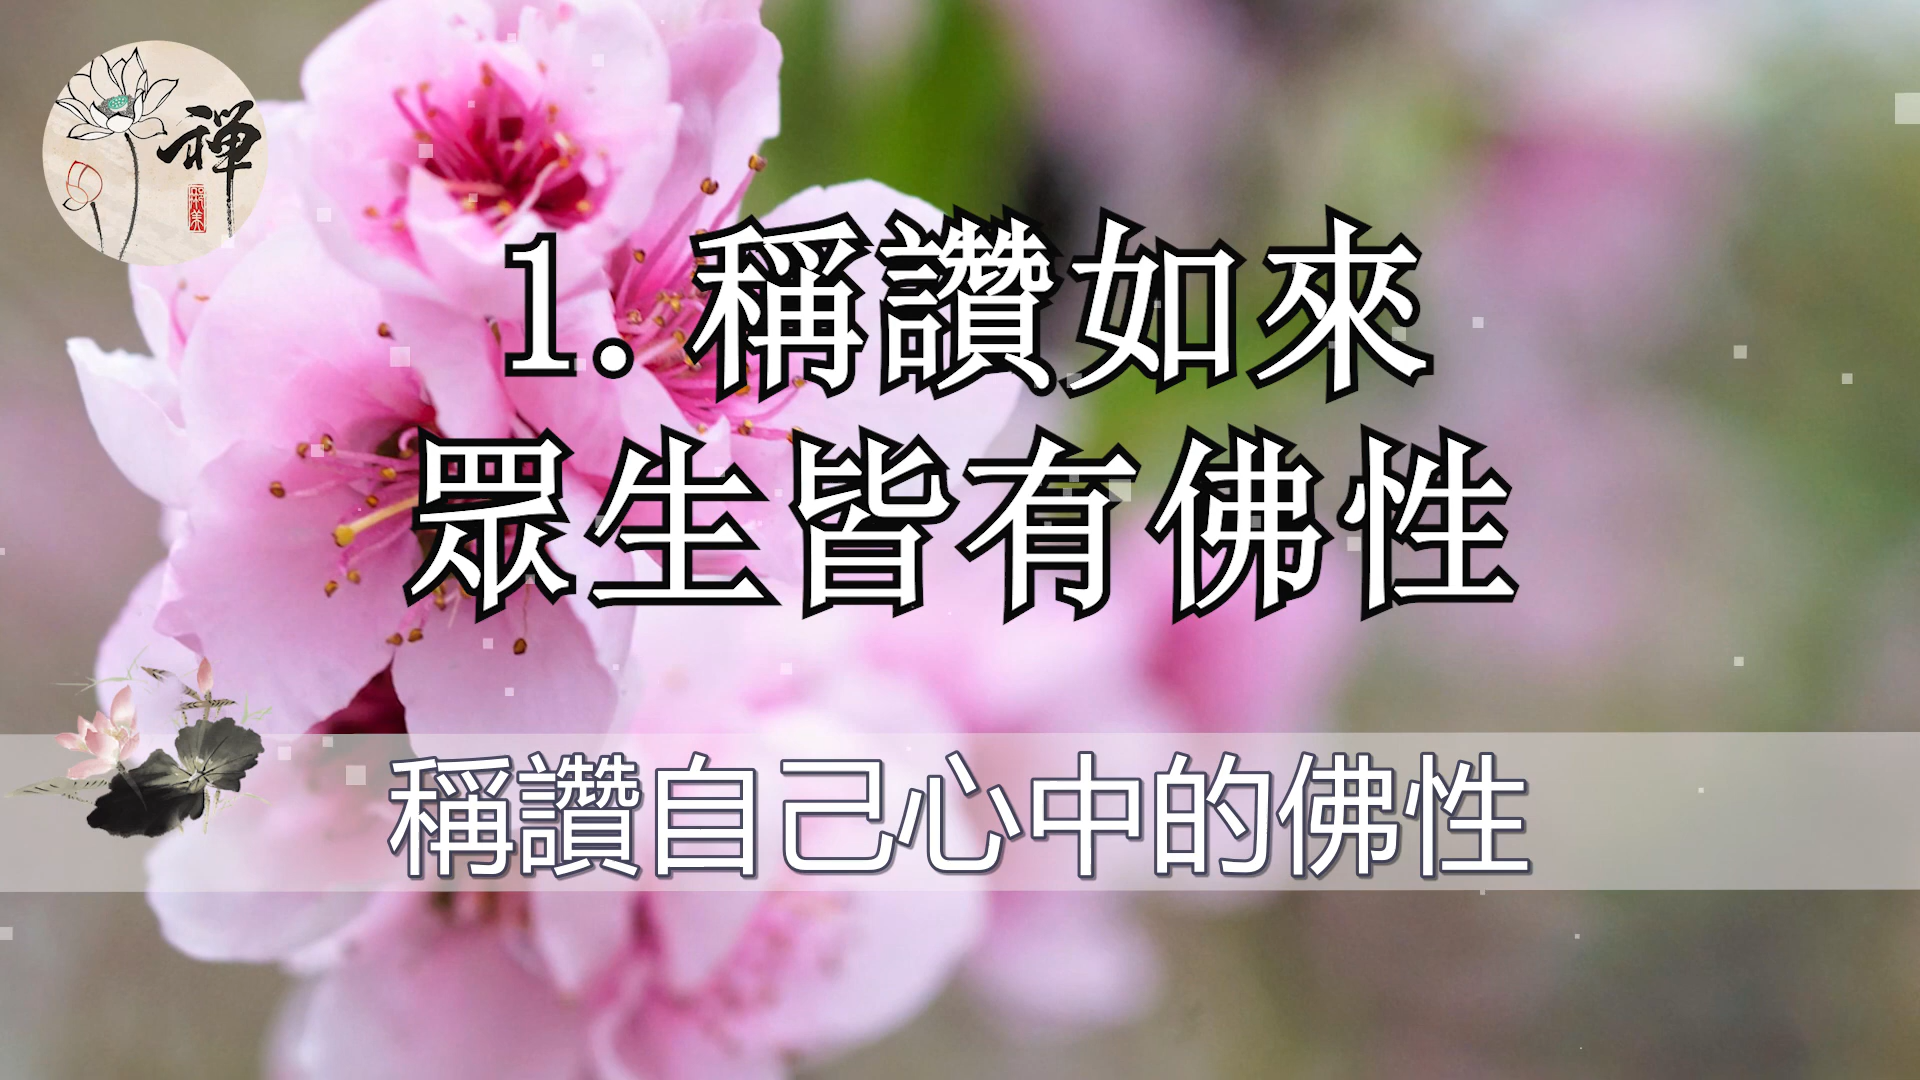 禅
1. 稱讚如來
眾生皆有佛性
稱讚自己心中的佛性